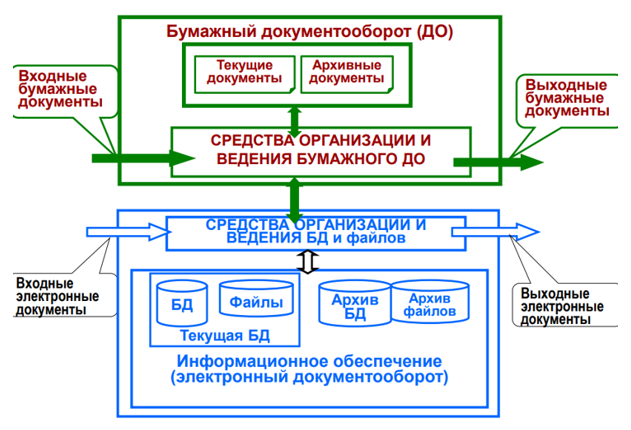 Бумажный документооборот (ДО)
Входные
бумажные
документы
Текущие
документы
Архивные
документы
Выходные
бумажные
документы
СРЕДСТВА ОРГАНИЗАЦИИ И
ВЕДЕНИЯ БУМАЖНОГО ДО
СРЕДСТВА ОРГАНИЗАЦИИ И
ВЕДЕНИЯ БД и файлов
Входные
электронные
документы
БД
Файлы
Текущая БД
Архив
БД
Архив
файлов
Выходные
электронные
документы
Информационное обеспечение
(электронный документооборот)